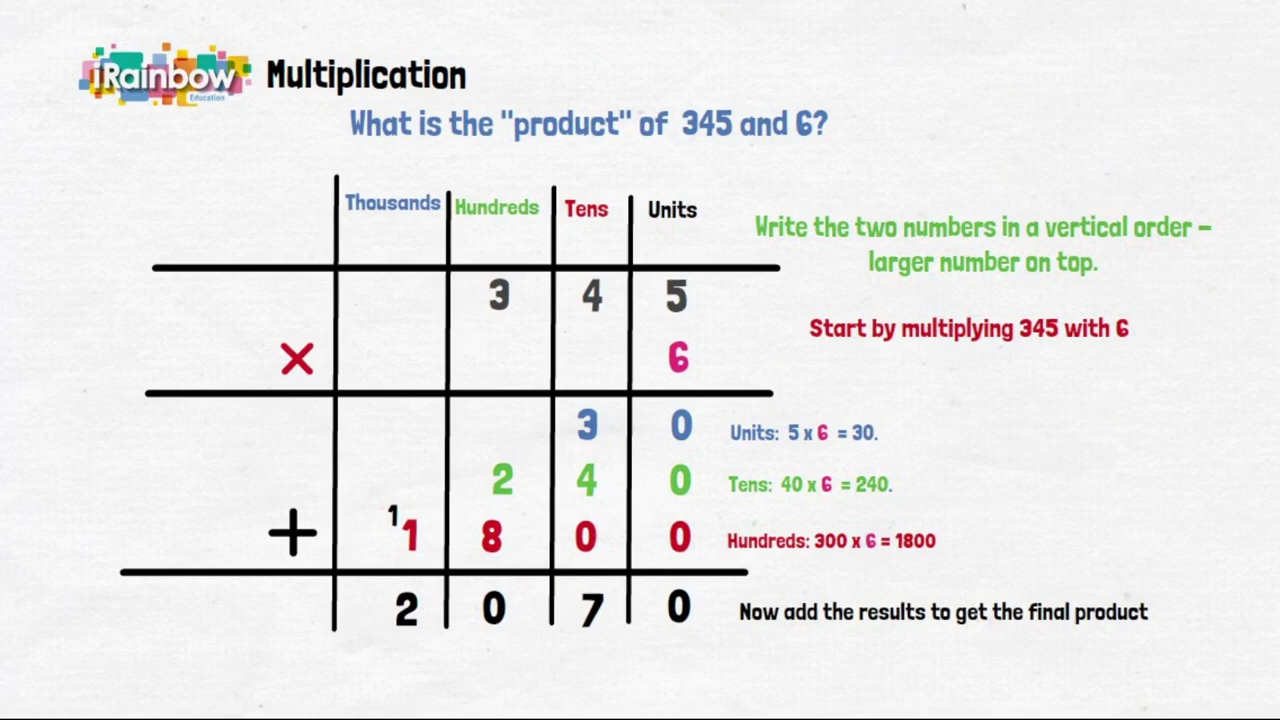 iRainbow
Education
Multiplication
What is the "product" of 345 and 6?
Thousands Hundreds Tens Units
Write the two numbers in a vertical order –
larger number on top.
3 4 5
Start by multiplying 345 with 6
× 6
3 0 Units: 5 x 6 = 30.
2 4 0 Tens: 40 x 6 = 240.
+ 1 1 8 0 0 Hundreds: 300 x 6 = 1800
2 0 7 0 Now add the results to get the final product